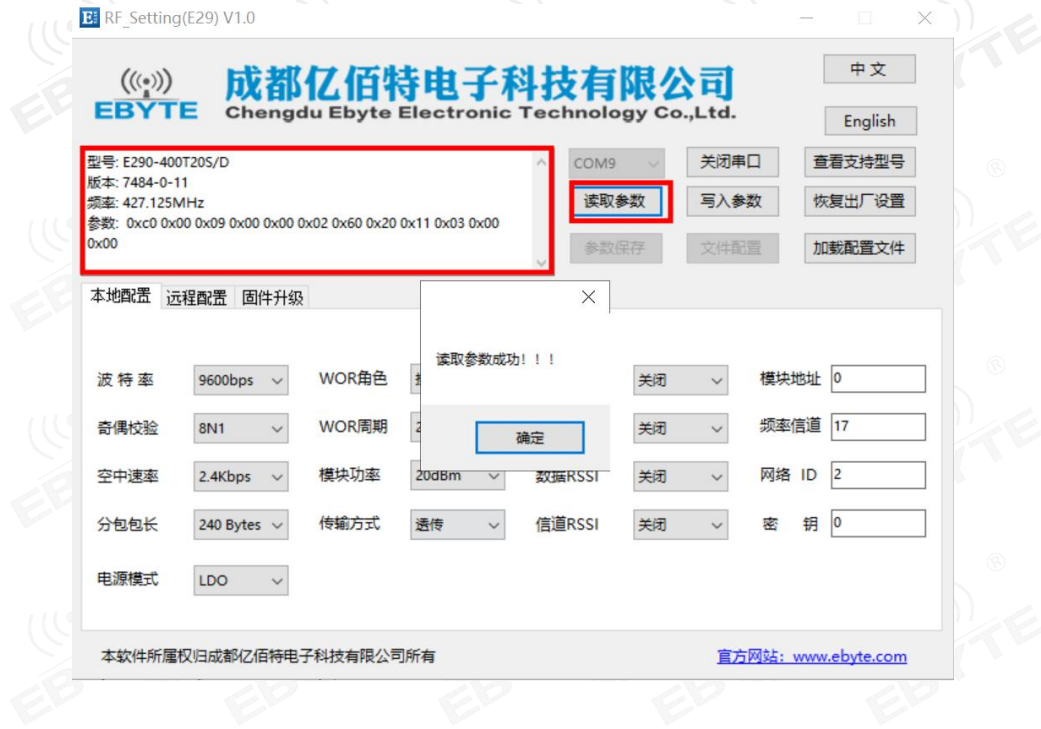 RF_Setting(E29) V1.0
中文
English
EBYTE
成都亿佰特电子科技有限公司
Chengdu Ebyte Electronic Technology Co.,Ltd.
型号: E290-400T20S/D
版本: 7484-0-11
频率: 427.125MHz
参数: 0xc0 0x00 0x09 0x00 0x00 0x02 0x60 0x20 0x11 0x03 0x00
0x00
COM9 关闭串口 查看支持型号
读取参数 写入参数 恢复出厂设置
参数保存 文件配置 加载配置文件
本地配置 远程配置 固件升级
读取参数成功！！！
确定
波特率 9600bps WOR角色 关闭 模块地址 0
奇偶校验 8N1 WOR周期 关闭 频率信道 17
空中速率 2.4Kbps 模块功率 20dBm 数据RSSI 关闭 网络 ID 2
分包包长 240 Bytes 传输方式 透传 信道RSSI 关闭 密 钥 0
电源模式 LDO
本软件所属权归成都亿佰特电子科技有限公司所有 官方网站：www.ebyte.com